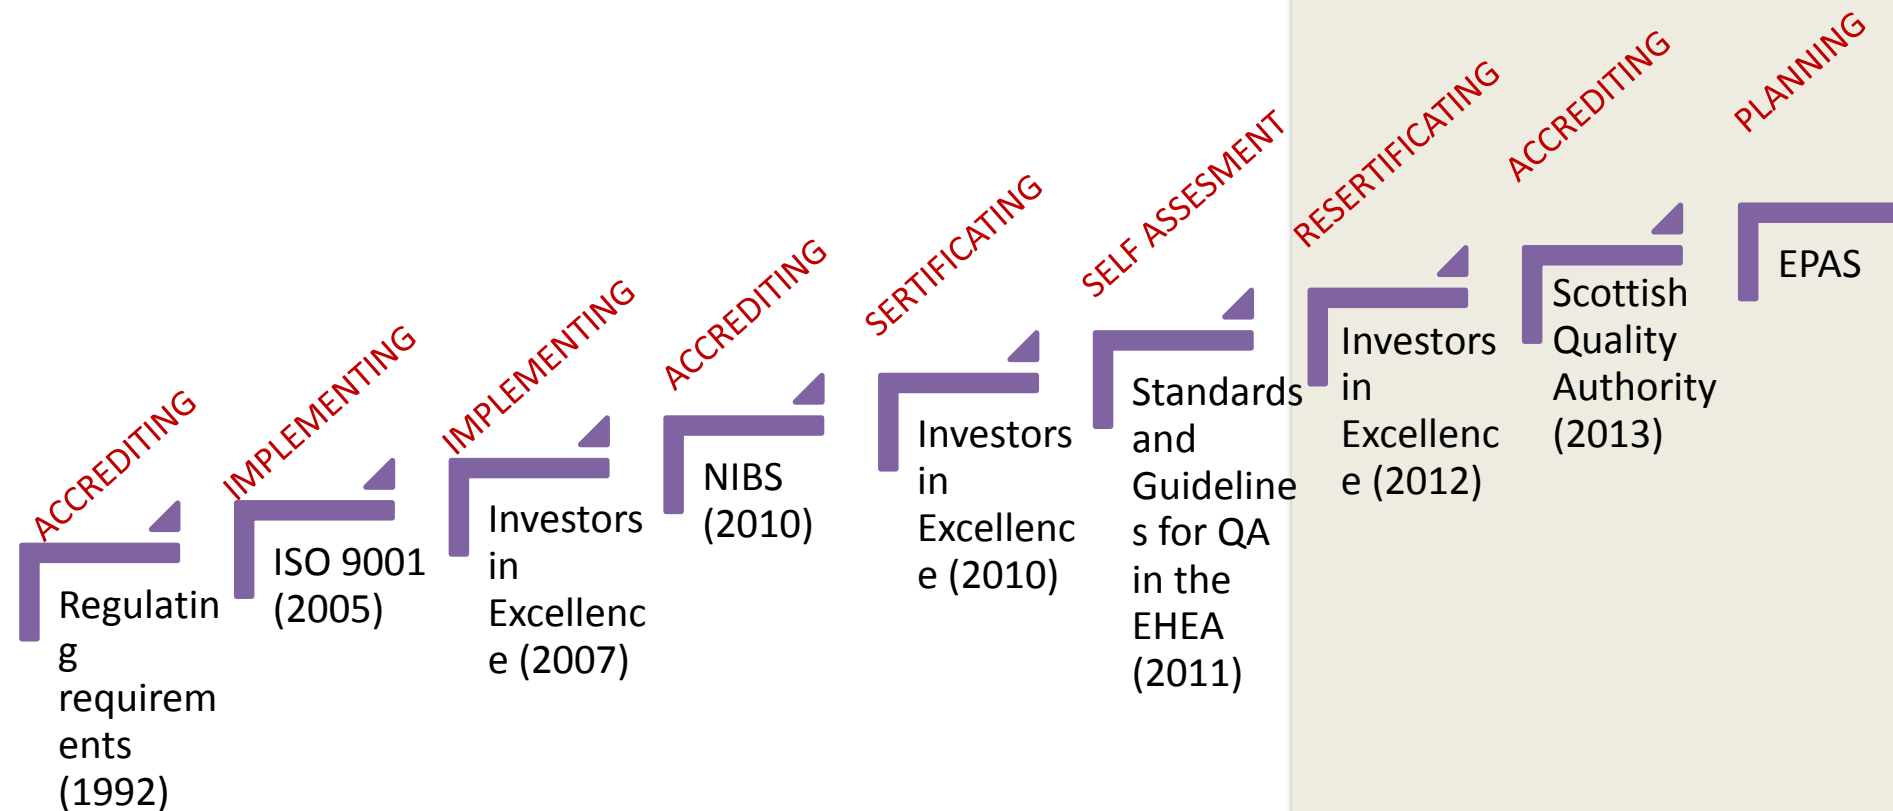 ACCREDITING
Regulatin
g
requirem
ents
(1992)
IMPLEMENTING
ISO 9001
(2005)
IMPLEMENTING
Investors
in
Excellenc
e (2007)
ACCREDITING
NIBS
(2010)
SERTIFICATING
Investors
in
Excellenc
e (2010)
SELF ASSESMENT
Standards
and
Guideline
s for QA
in the
EHEA
(2011)
RESERTIFICATING
Investors
in
Excellenc
e (2012)
ACCREDITING
Scottish
Quality
Authority
(2013)
PLANNING
EPAS